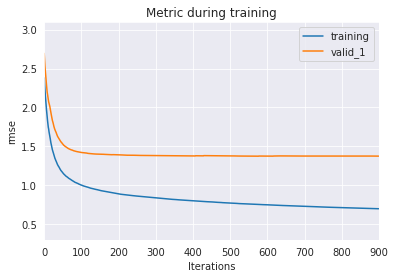 Metric during training
3.0
2.5
2.0
1.5
1.0
0.5
rmse
training
valid_1
0 100 200 300 400 500 600 700 800 900
Iterations